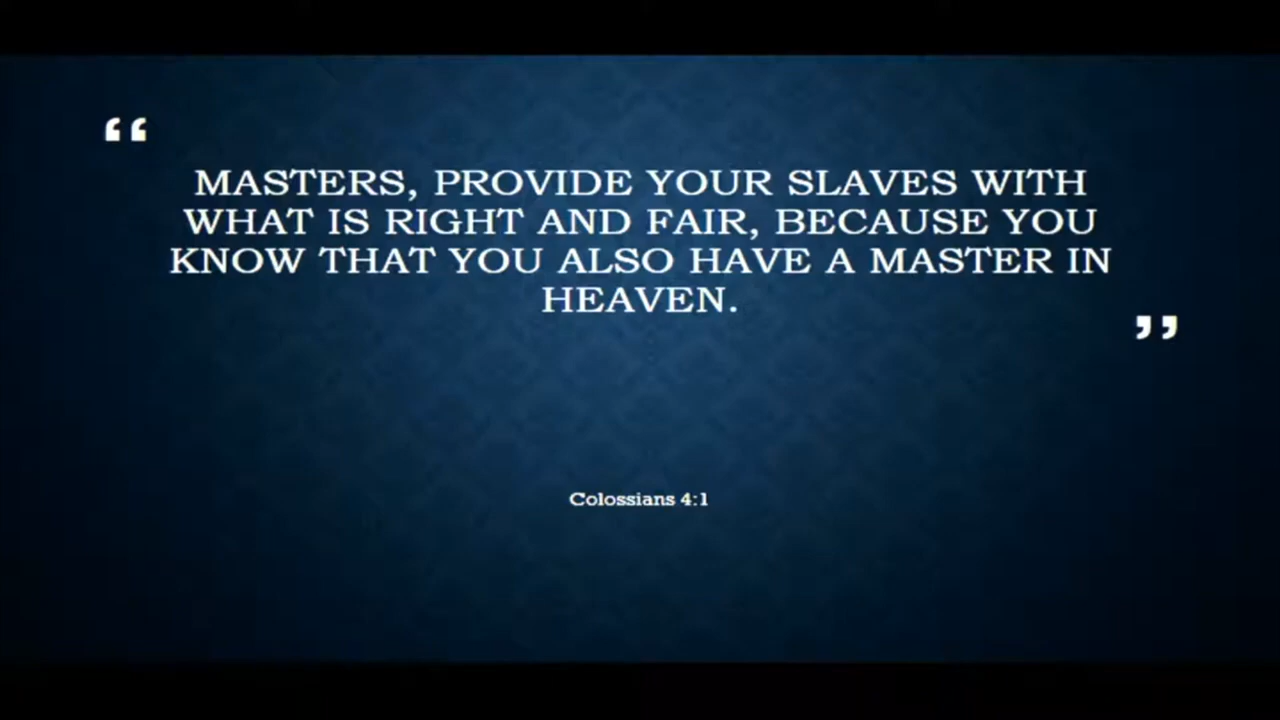 “
MASTERS, PROVIDE YOUR SLAVES WITH
WHAT IS RIGHT AND FAIR, BECAUSE YOU
KNOW THAT YOU ALSO HAVE A MASTER IN
HEAVEN.
”
Colossians 4:1